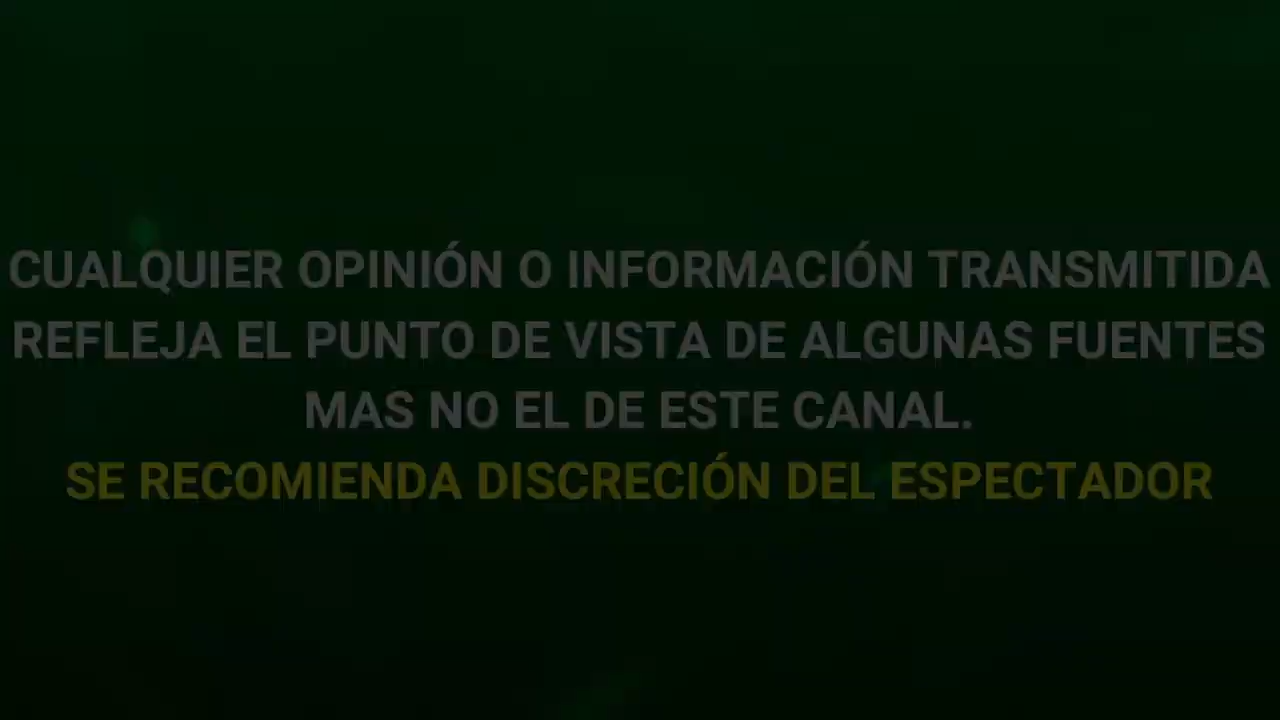 CUALQUIER OPINIÓN O INFORMACIÓN TRANSMITIDA
REFLEJA EL PUNTO DE VISTA DE ALGUNAS FUENTES
MAS NO EL DE ESTE CANAL.
SE RECOMIENDA DISCRECIÓN DEL ESPECTADOR